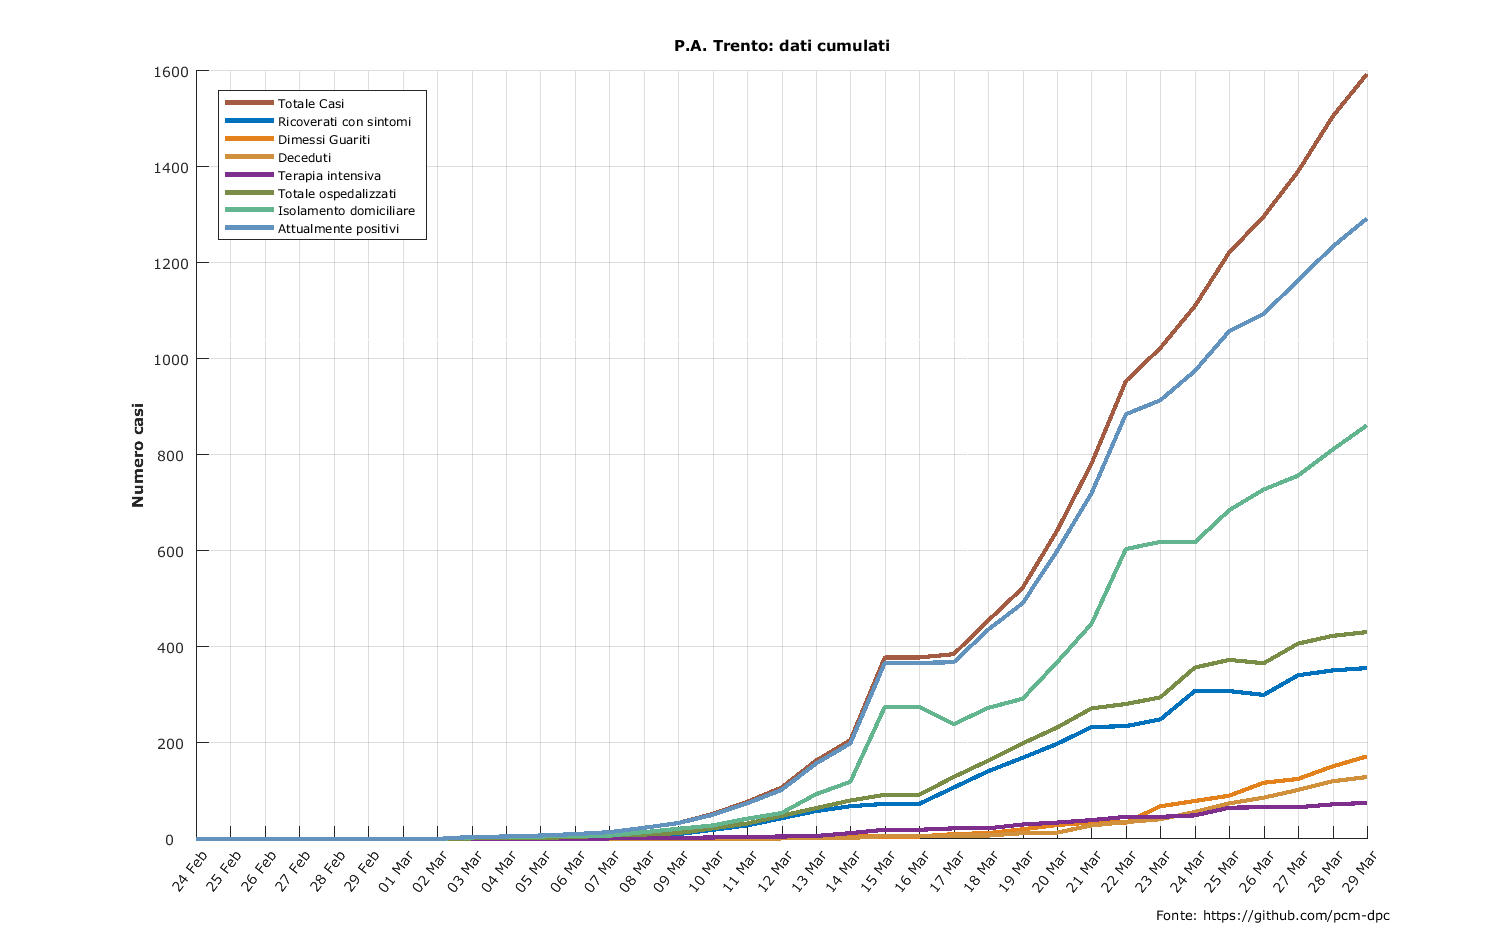 P.A. Trento: dati cumulati
1600
1400
1200
1000
800
600
400
200
0
Numero casi
Totale Casi
Ricoverati con sintomi
Dimessi Guariti
Deceduti
Terapia intensiva
Totale ospedalizzati
Isolamento domiciliare
Attualmente positivi
24 Feb
25 Feb
26 Feb
27 Feb
28 Feb
29 Feb
01 Mar
02 Mar
03 Mar
04 Mar
05 Mar
06 Mar
07 Mar
08 Mar
09 Mar
10 Mar
11 Mar
12 Mar
13 Mar
14 Mar
15 Mar
16 Mar
17 Mar
18 Mar
19 Mar
20 Mar
21 Mar
22 Mar
23 Mar
24 Mar
25 Mar
26 Mar
27 Mar
28 Mar
29 Mar
Fonte: https://github.com/pcm-dpc